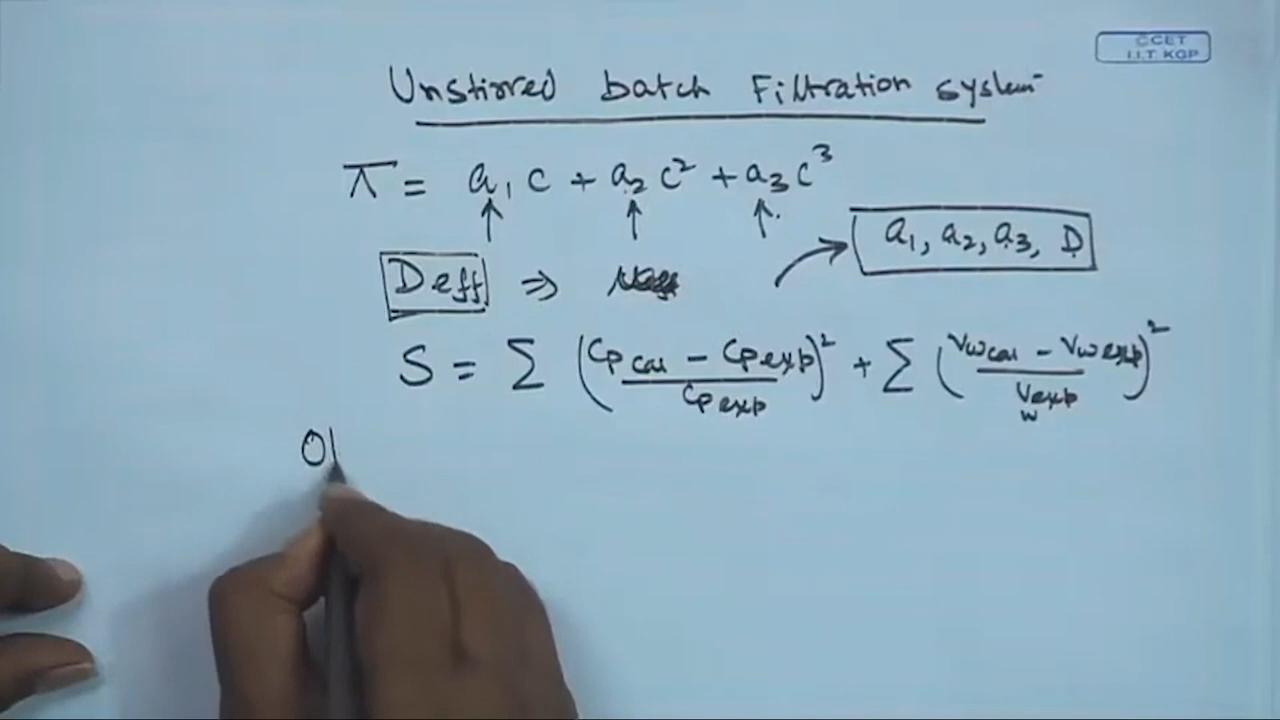 CCET
I.I.T. KGP
Unstirred batch Filtration system
π = a₁ c + a₂ c² + a₃ c³
a₁, a₂, a₃, D
Deff ⇒
S = Σ (Cp cal - Cp exp / Cp exp)² + Σ (Vw cal - Vw exp / Vw exp)²